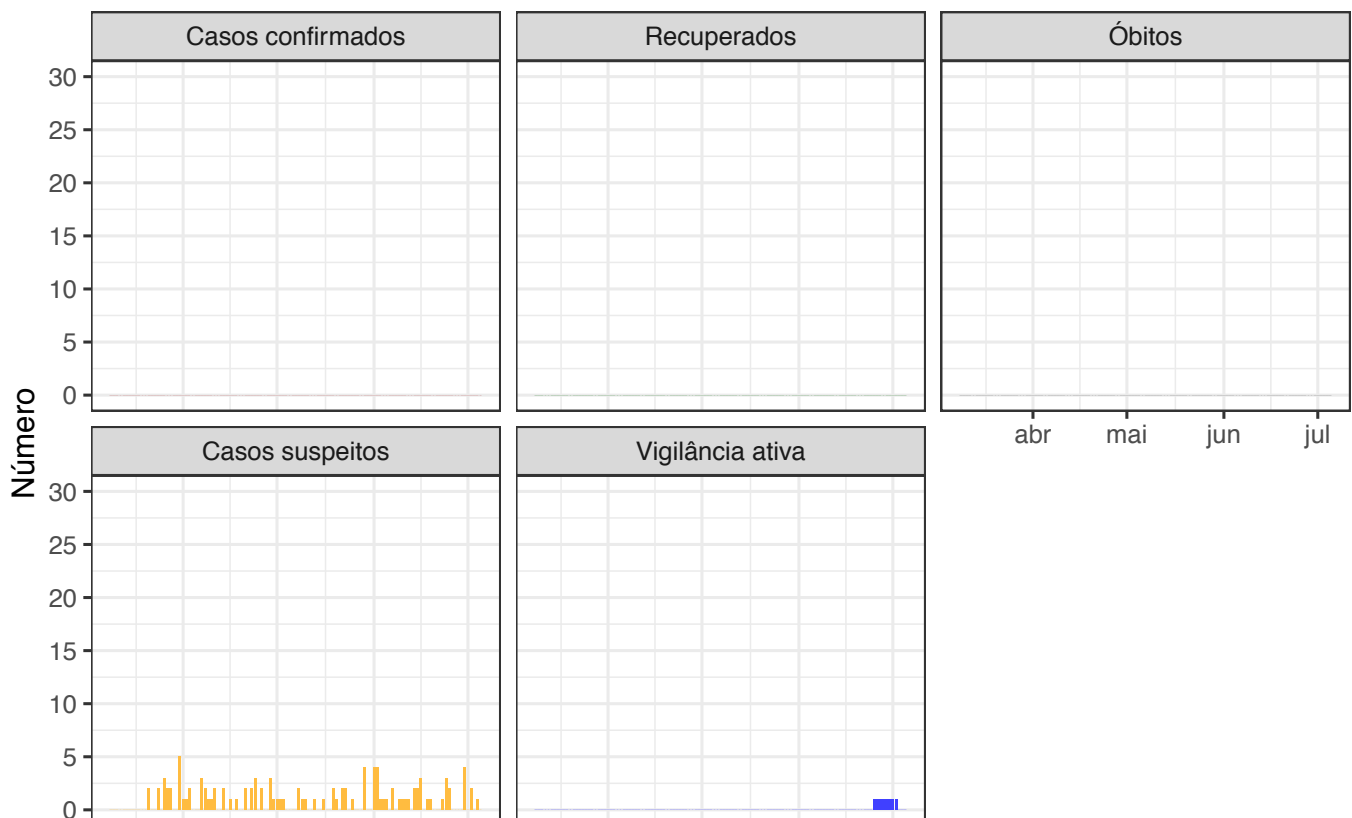 Casos confirmados
Recuperados
Óbitos
30
25
20
15
10
5
0
abr mai jun jul
Número
Casos suspeitos
Vigilância ativa
30
25
20
15
10
5
0